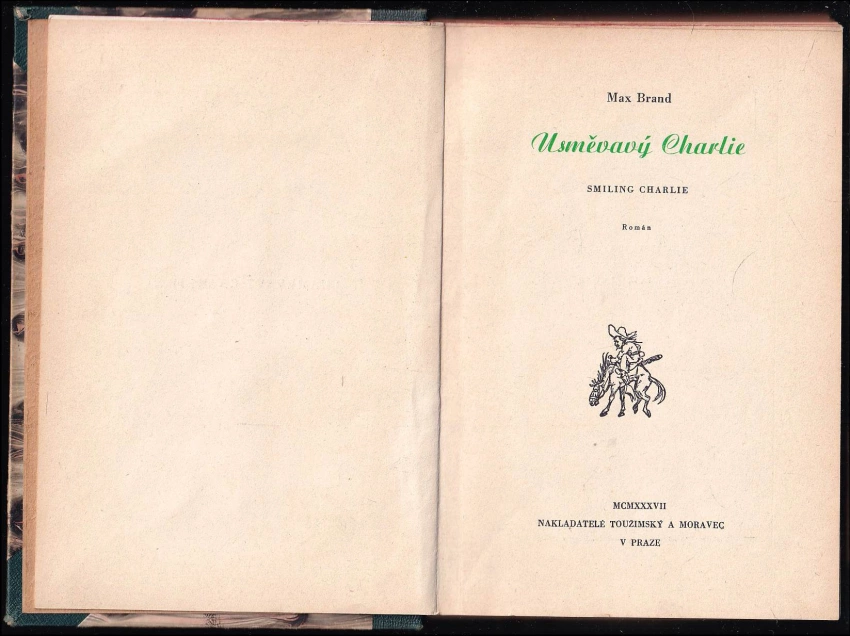 Max Brand
Usměvavý Charlie
SMILING CHARLIE
Román
MCMXXXVII
NAKLADATELÉ TOUŽIMSKÝ A MORAVEC
V PRAZE